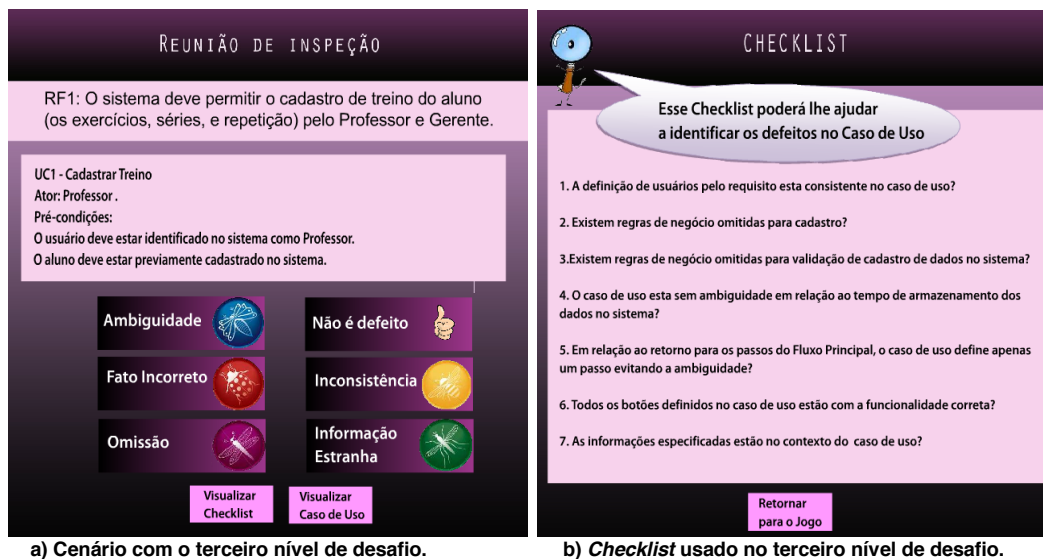 REUNIÃO DE INSPEÇÃO
RF1: O sistema deve permitir o cadastro de treino do aluno
(os exercícios, séries, e repetição) pelo Professor e Gerente.
UC1 - Cadastrar Treino
Ator: Professor .
Pré-condições:
O usuário deve estar identificado no sistema como Professor.
O aluno deve estar previamente cadastrado no sistema.
Ambiguidade
Não é defeito
Fato Incorreto
Inconsistência
Omissão
Informação
Estranha
Visualizar
Checklist
Visualizar
Caso de Uso
a) Cenário com o terceiro nível de desafio.
CHECKLIST
Esse Checklist poderá lhe ajudar
a identificar os defeitos no Caso de Uso
1. A definição de usuários pelo requisito esta consistente no caso de uso?
2. Existem regras de negócio omitidas para cadastro?
3.Existem regras de negócio omitidas para validação de cadastro de dados no sistema?
4. O caso de uso esta sem ambiguidade em relação ao tempo de armazenamento dos
dados no sistema?
5. Em relação ao retorno para os passos do Fluxo Principal, o caso de uso define apenas
um passo evitando a ambiguidade?
6. Todos os botões definidos no caso de uso estão com a funcionalidade correta?
7. As informações especificadas estão no contexto do caso de uso?
Retornar
para o Jogo
b) Checklist usado no terceiro nível de desafio.